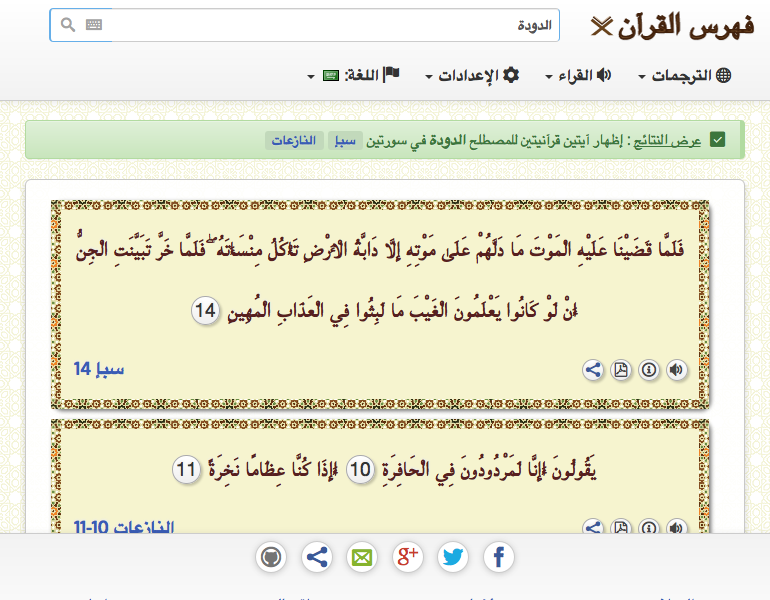 فهرس القرآن
الدودة
الترجمات
القراء
الإعدادات
اللغة:
عرض النتائج : إظهار آيتين قرآنيتين للمصطلح الدودة في سورتين سبإ النازعات
فَلَمَّا قَضَيْنَا عَلَيْهِ الْمَوْتَ مَا دَلَّهُمْ عَلَىٰ مَوْتِهِ إِلَّا دَابَّةُ الْأَرْضِ تَأْكُلُ مِنْسَأَتَهُ ۖ فَلَمَّا خَرَّ تَبَيَّنَتِ الْجِنُّ
أَنْ لَوْ كَانُوا يَعْلَمُونَ الْغَيْبَ مَا لَبِثُوا فِي الْعَذَابِ الْمُهِينِ 14
سبإ 14
يَقُولُونَ أَإِنَّا لَمَرْدُودُونَ فِي الْحَافِرَةِ 10 أَإِذَا كُنَّا عِظَامًا نَخِرَةً 11
النازعات 10-11